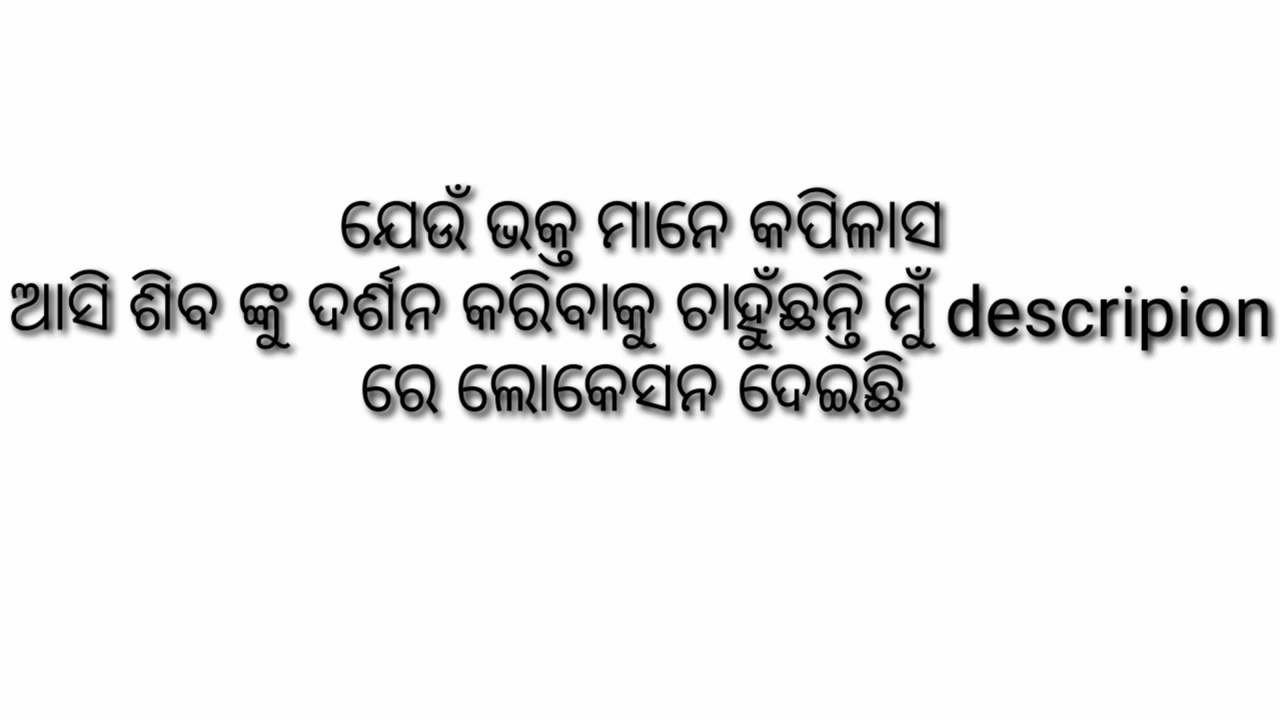 ଯେଉଁ ଭକ୍ତ ମାନେ କପିଳାସ
ଆସି ଶିବ ଙ୍କୁ ଦର୍ଶନ କରିବାକୁ ଚାହୁଁଛନ୍ତି ମୁଁ descripion
ରେ ଲୋକେସନ ଦେଇଛି